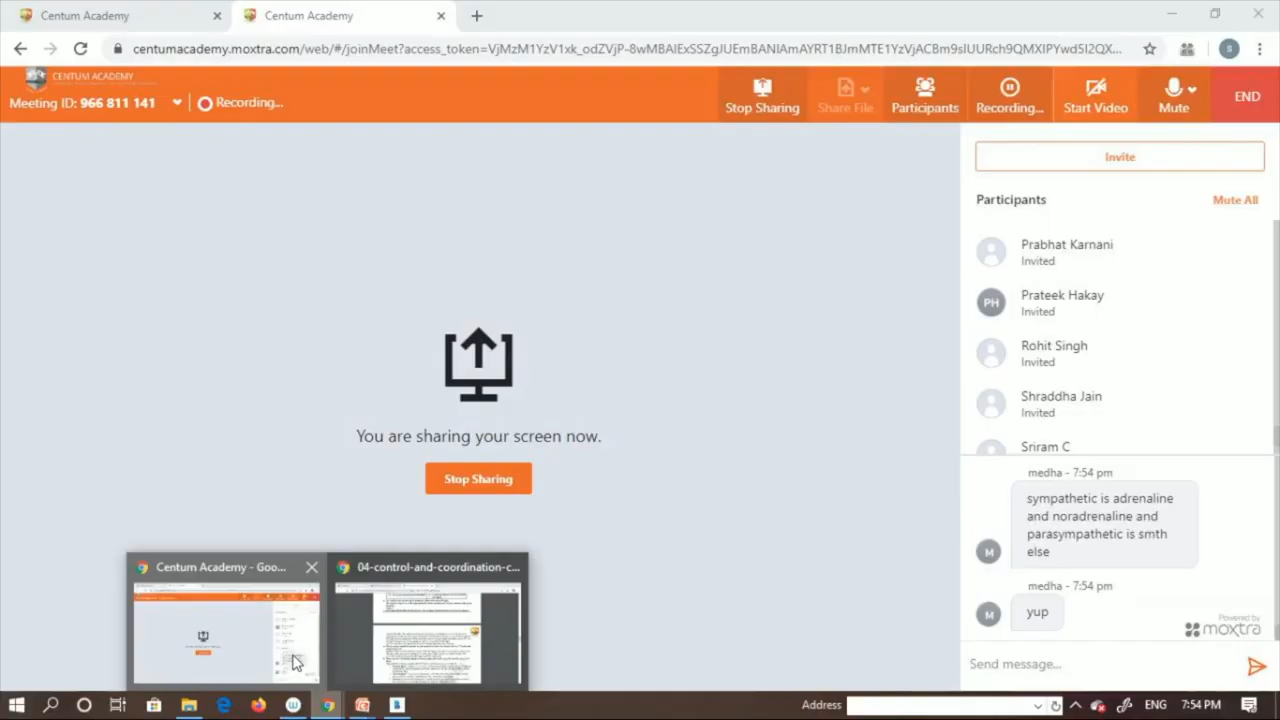 Centum Academy
Centum Academy
centumacademy.moxtra.com/web/#/joinMeet?access_token=VjMzM1YzV1xk_odZVjP-8wMBAIExSSZgJUEmBANIAmAYRT1BJmMTE1YzVjACBm9slUURch9QMXIPYwd5I2QX...
S
CENTUM ACADEMY
Meeting ID: 966 811 141
Recording...
Stop Sharing
Share File
Participants
Recording...
Start Video
Mute
END
Invite
Participants
Mute All
Prabhat Karnani
Invited
PH
Prateek Hakay
Invited
Rohit Singh
Invited
Shraddha Jain
Invited
Sriram C
You are sharing your screen now.
Stop Sharing
medha - 7:54 pm
sympathetic is adrenaline
and noradrenaline and
parasympathetic is smth
else
M
medha - 7:54 pm
yup
M
Powered by
moxtra
Send message...
Centum Academy - Goo...
04-control-and-coordination-c...
Address
ENG
7:54 PM